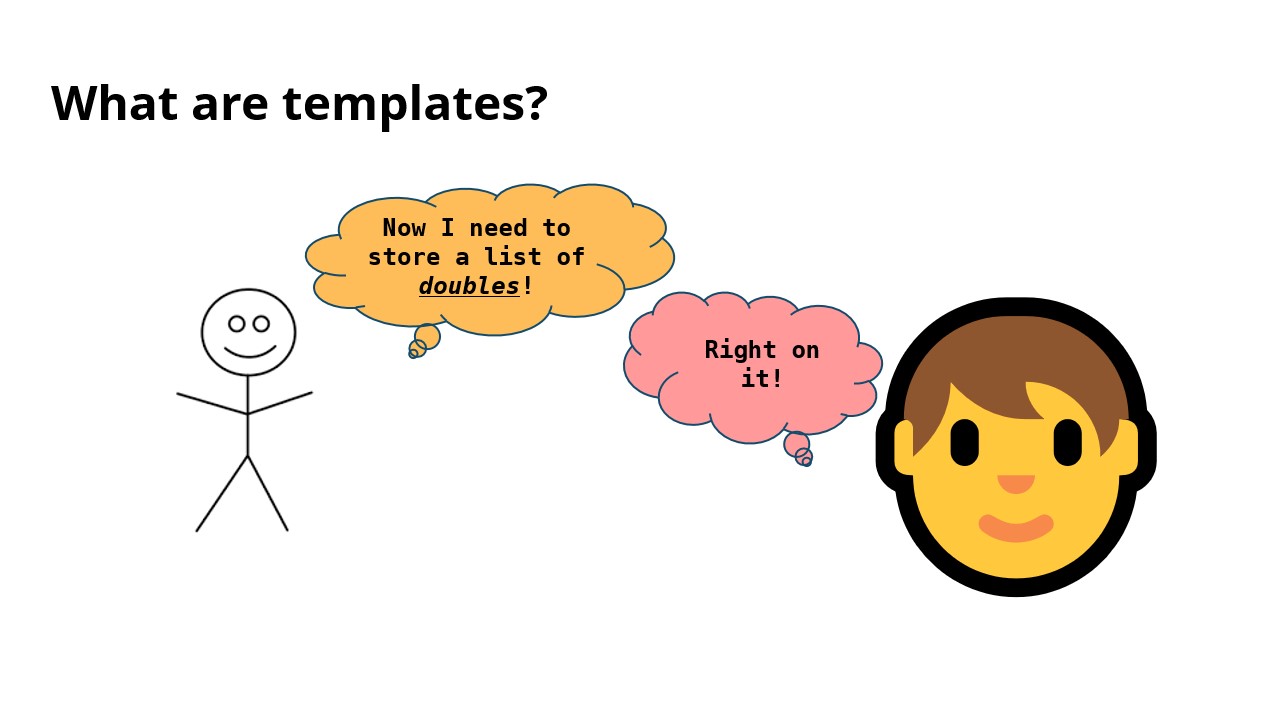 What are templates?
Now I need to
store a list of
doubles!
Right on
it!